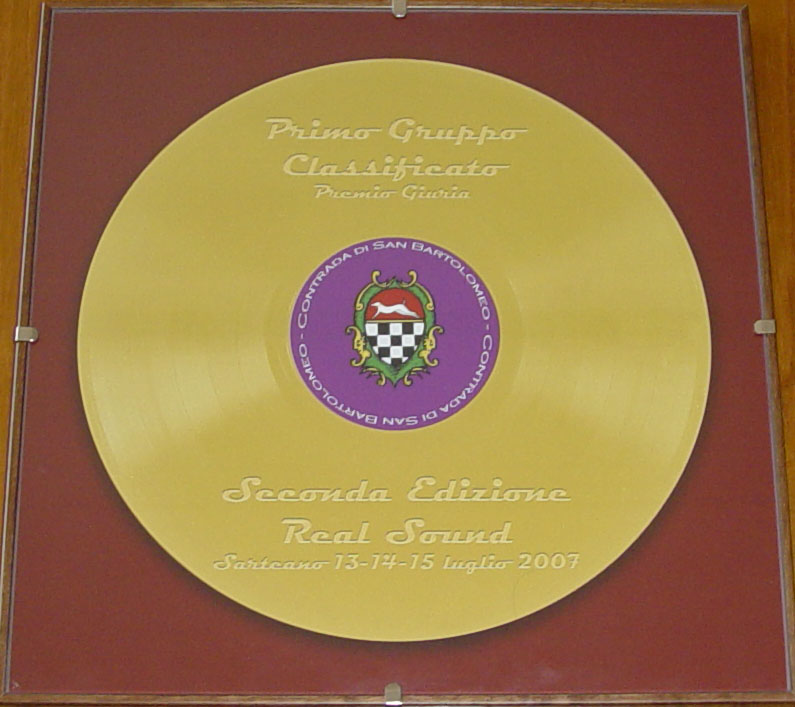 Primo Gruppo
Classificato
Premio Giuria
CONTRADA DI SAN BARTOLOMEO - CONTRADA DI SAN BARTOLOMEO -
Seconda Edizione
Real Sound
Sarteano 13-14-15 luglio 2007